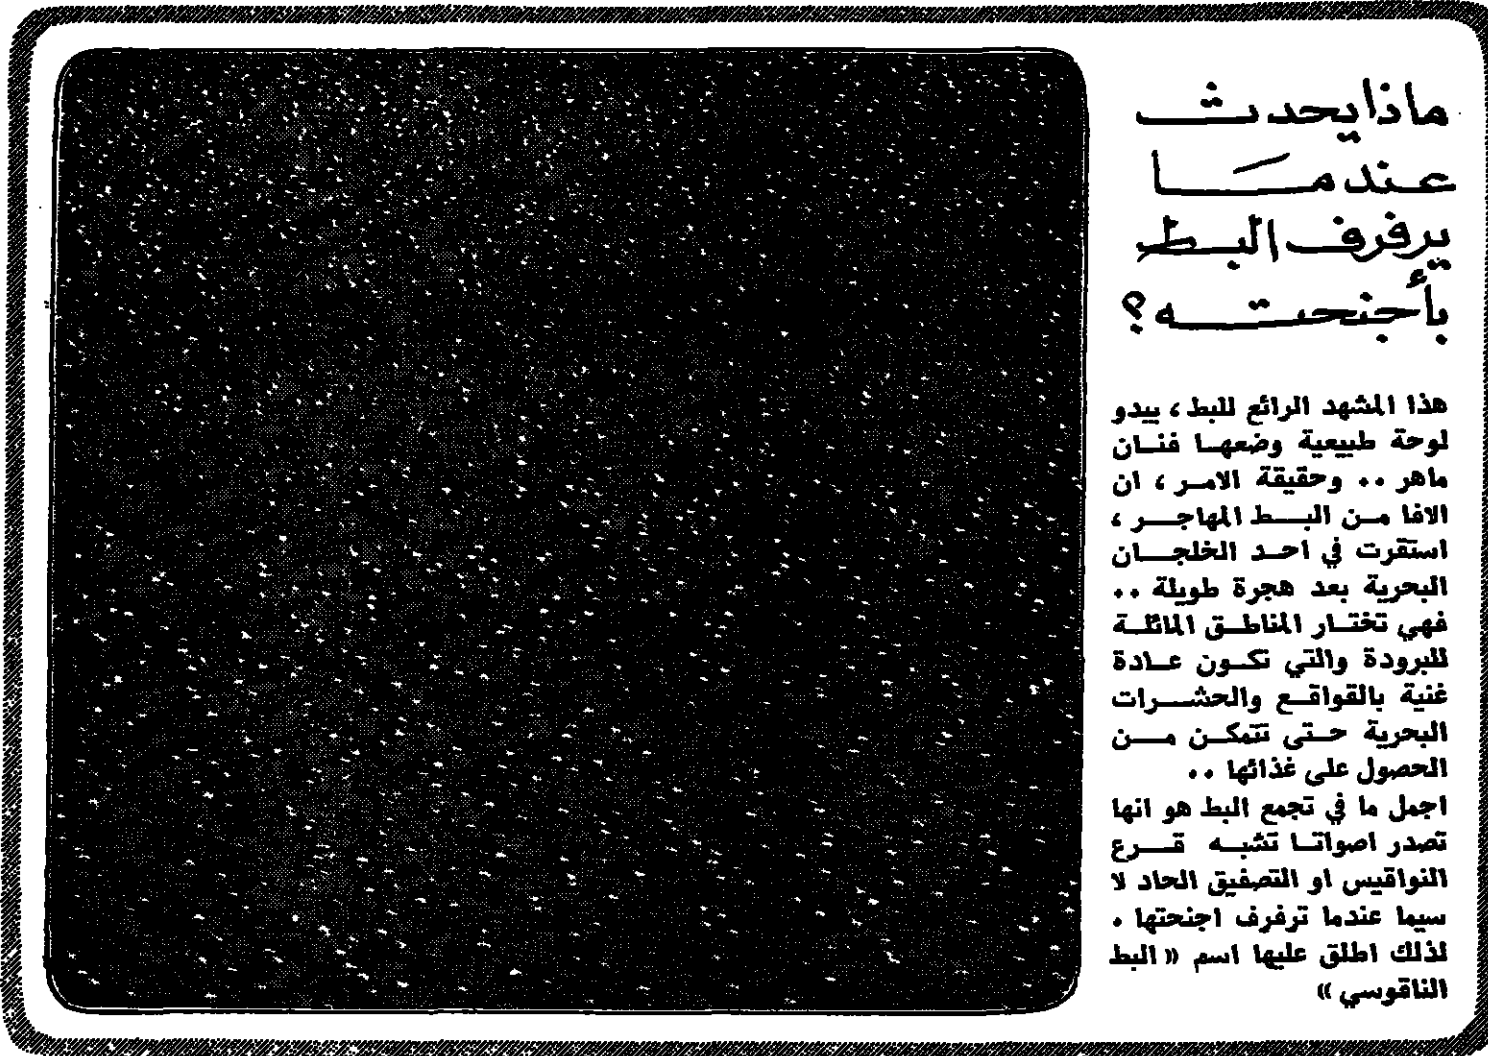 ماذا يحدث
عندما
يرفرف البط
بأجنحته؟
هذا المشهد الرائع للبط ، يبدو
لوحة طبيعية وضعها فنان
ماهر .. وحقيقة الامر ، ان
الافا من البط المهاجر ،
استقرت في احد الخلجان
البحرية بعد هجرة طويلة ..
فهي تختار المناطق المائلة
للبرودة والتي تكون عادة
غنية بالقواقع والحشرات
البحرية حتى تتمكن من
الحصول على غذائها ..
اجمل ما في تجمع البط هو انها
تصدر اصواتا تشبه قرع
النواقيس او التصفيق الحاد لا
سيما عندما ترفرف اجنحتها .
لذلك اطلق عليها اسم « البط
الناقوسي »